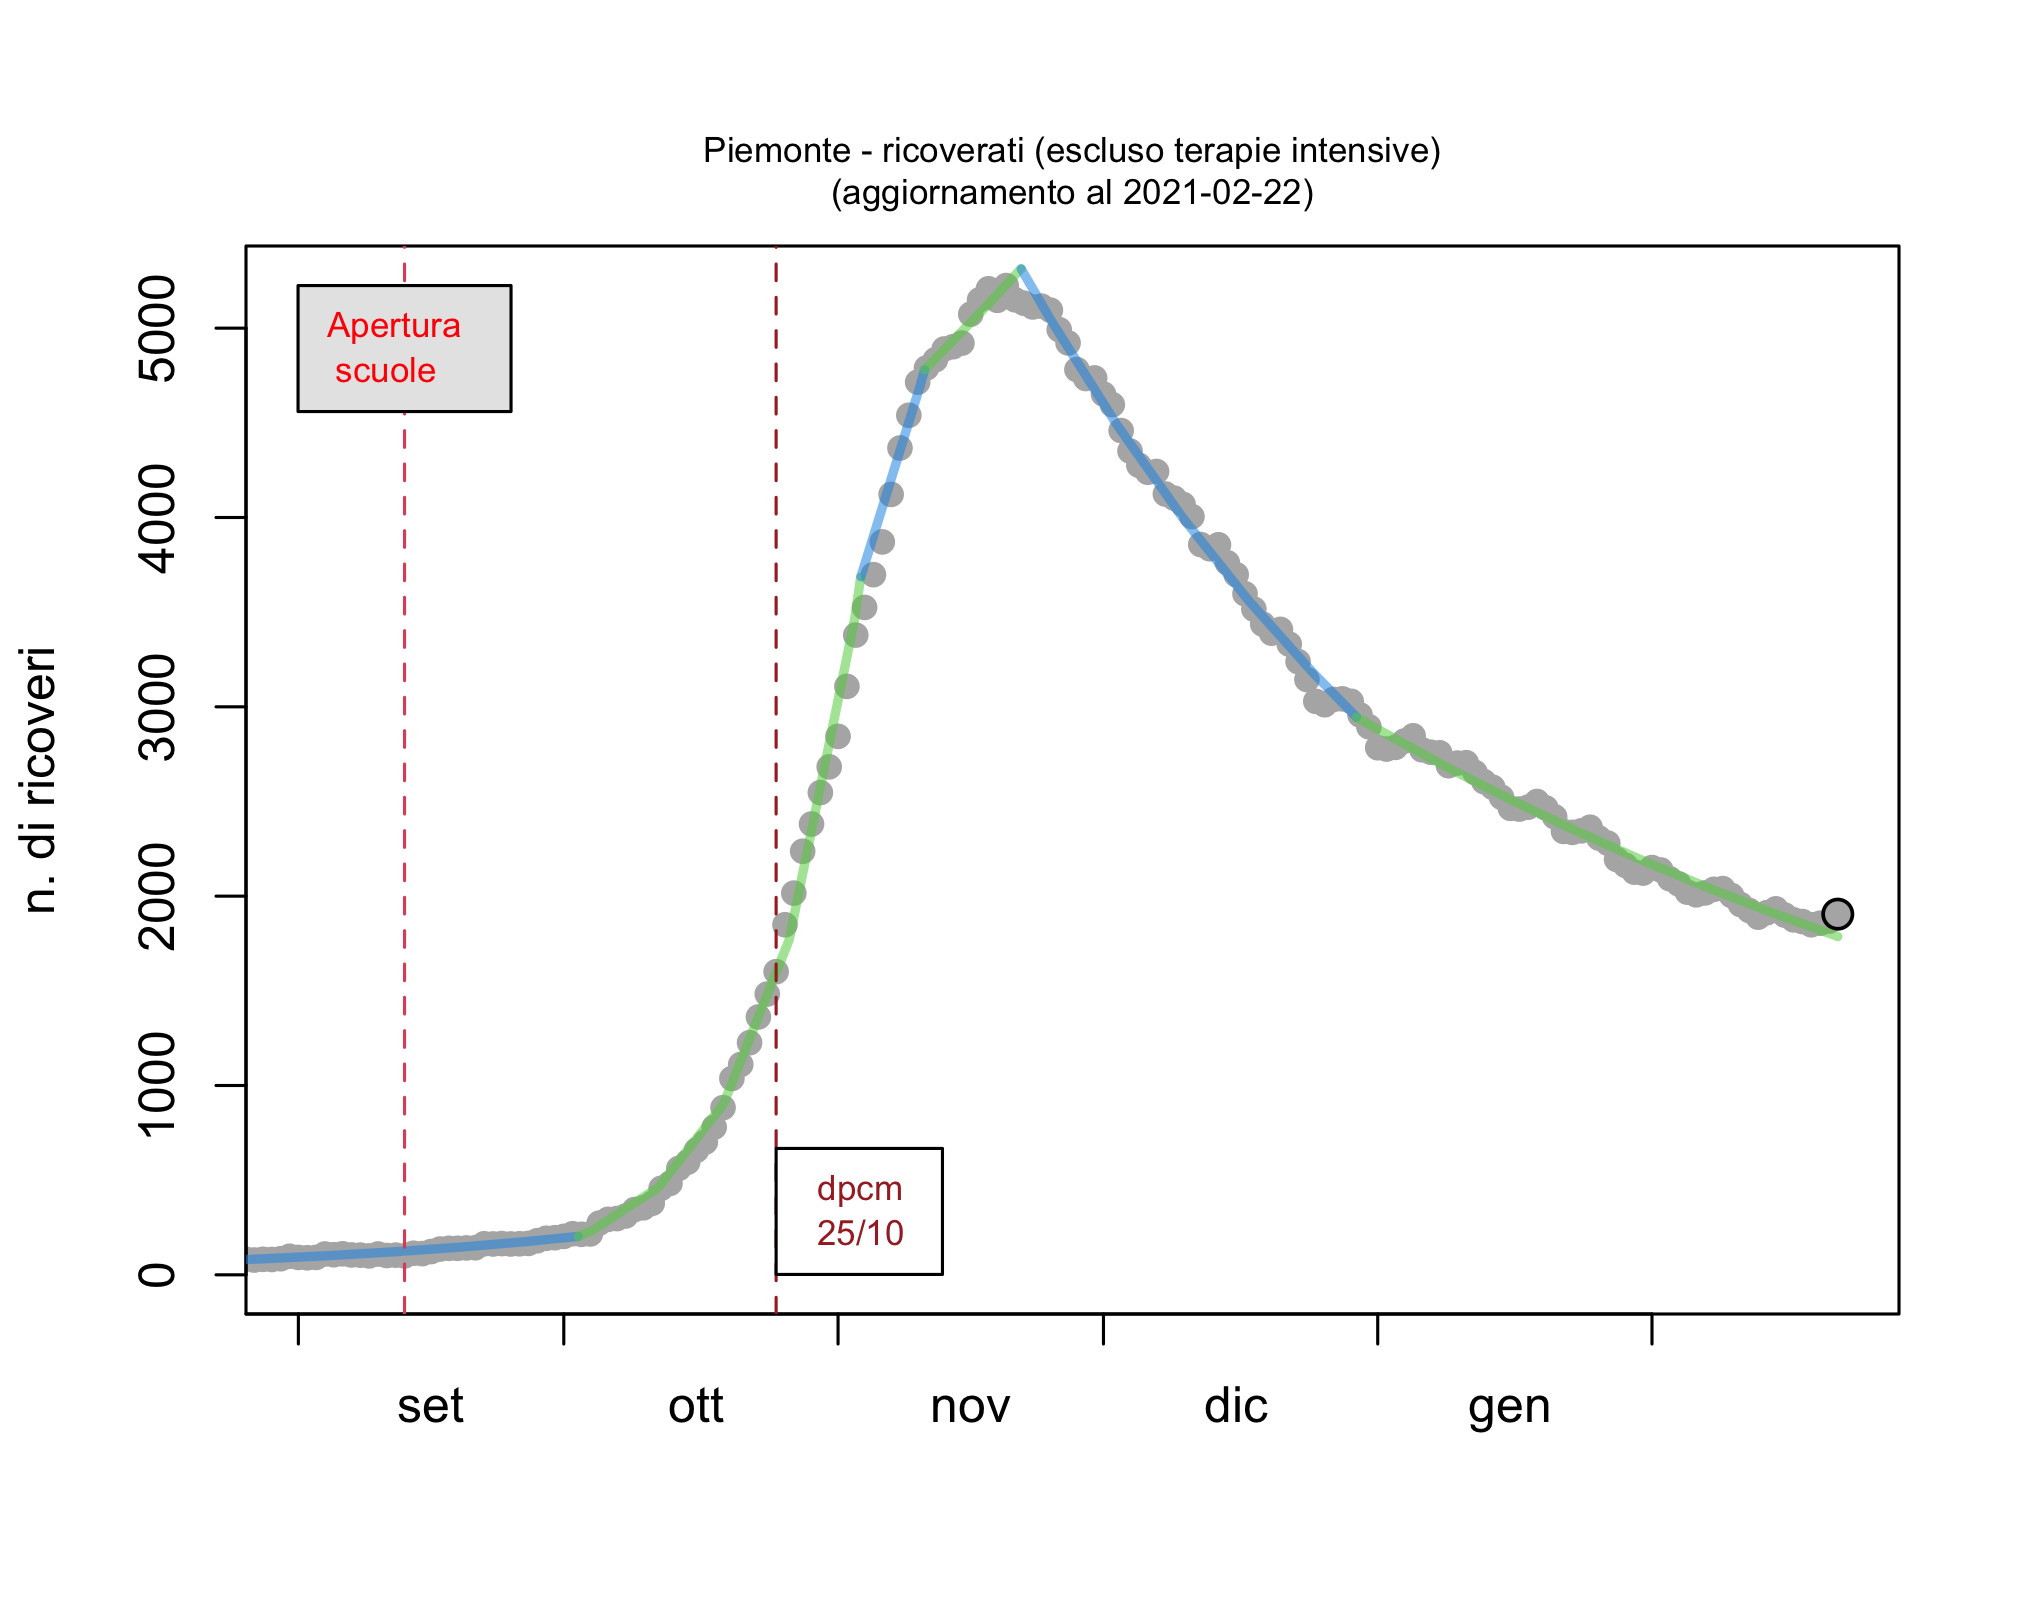 Piemonte - ricoverati (escluso terapie intensive)
(aggiornamento al 2021-02-22)
n. di ricoveri
5000
4000
3000
2000
1000
0
Apertura
scuole
dpcm
25/10
set ott nov dic gen